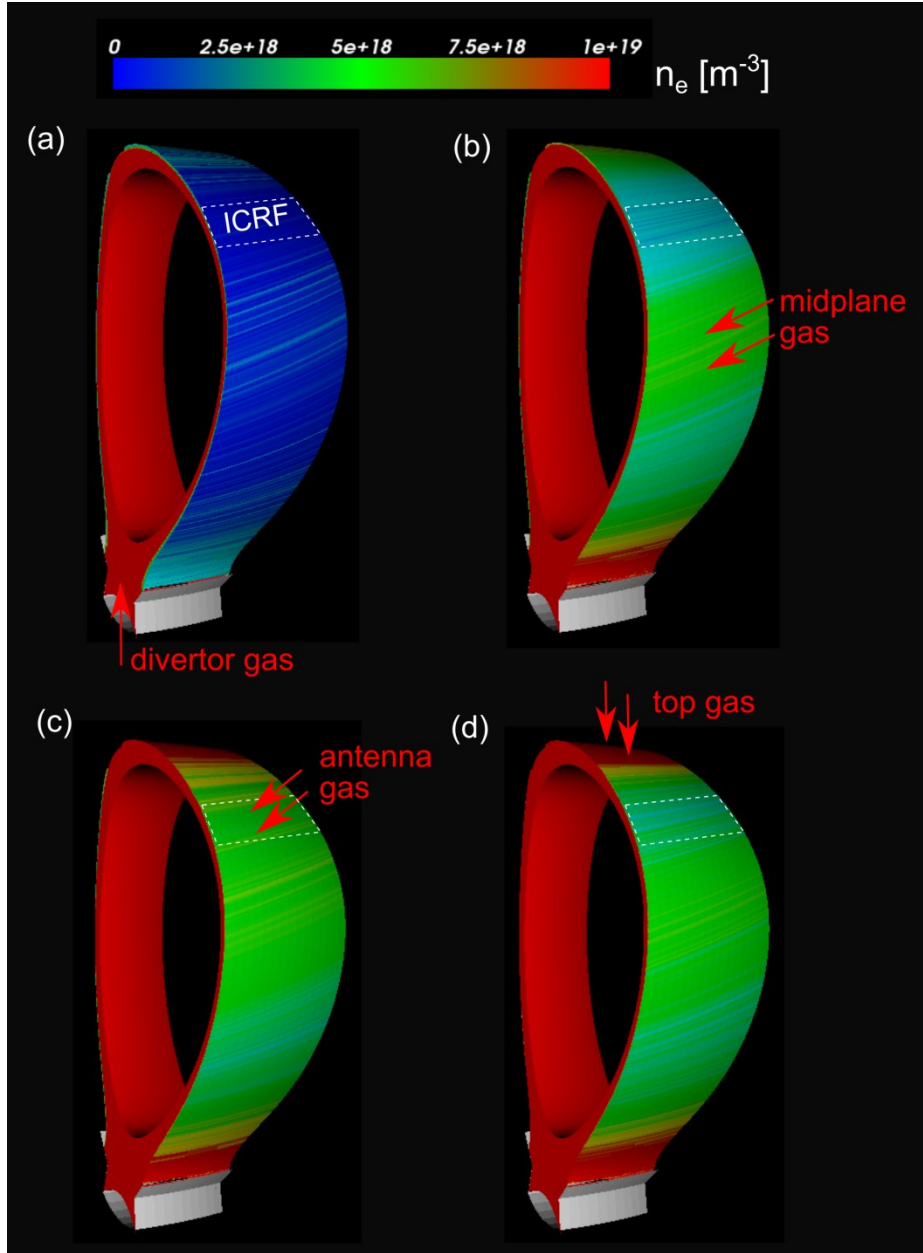 0 2.5e+18 5e+18 7.5e+18 1e+19
n_e [m^-3]
(a)
(b)
ICRF
midplane
gas
divertor gas
(c)
(d)
top gas
antenna
gas